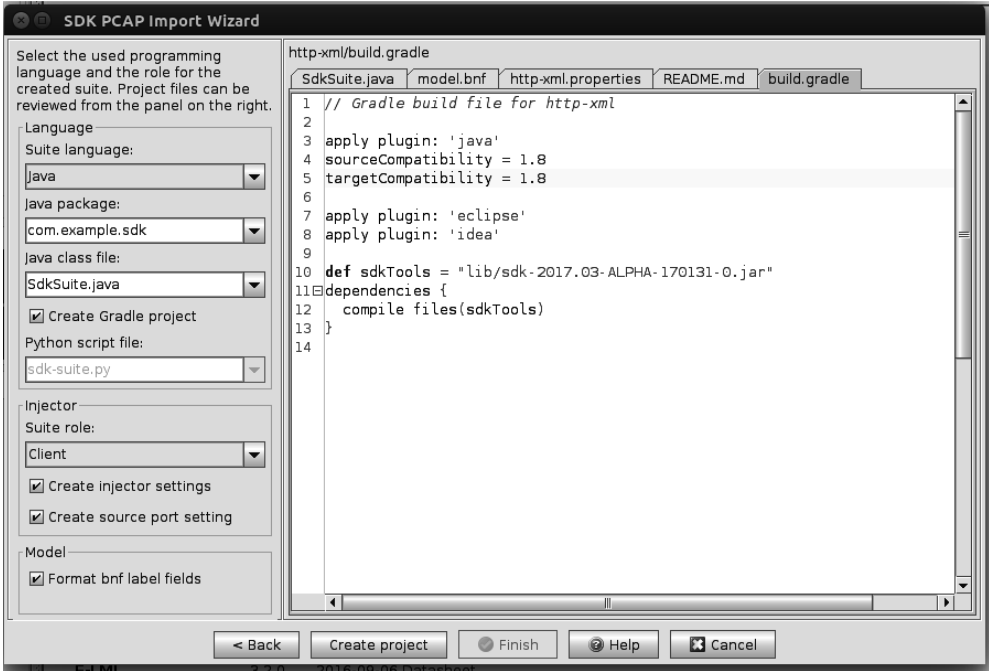 SDK PCAP Import Wizard
Select the used programming
language and the role for the
created suite. Project files can be
reviewed from the panel on the right.
Language
Suite language:
Java
Java package:
com.example.sdk
Java class file:
SdkSuite.java
Create Gradle project
Python script file:
sdk-suite.py
Injector
Suite role:
Client
Create injector settings
Create source port setting
Model
Format bnf label fields
http-xml/build.gradle
SdkSuite.java model.bnf http-xml.properties README.md build.gradle
1 // Gradle build file for http-xml
2
3 apply plugin: 'java'
4 sourceCompatibility = 1.8
5 targetCompatibility = 1.8
6
7 apply plugin: 'eclipse'
8 apply plugin: 'idea'
9
10 def sdkTools = "lib/sdk-2017.03-ALPHA-170131-0.jar"
11 dependencies {
12 compile files(sdkTools)
13 }
14
< Back Create project Finish Help Cancel
2016-09-06 Datasheet